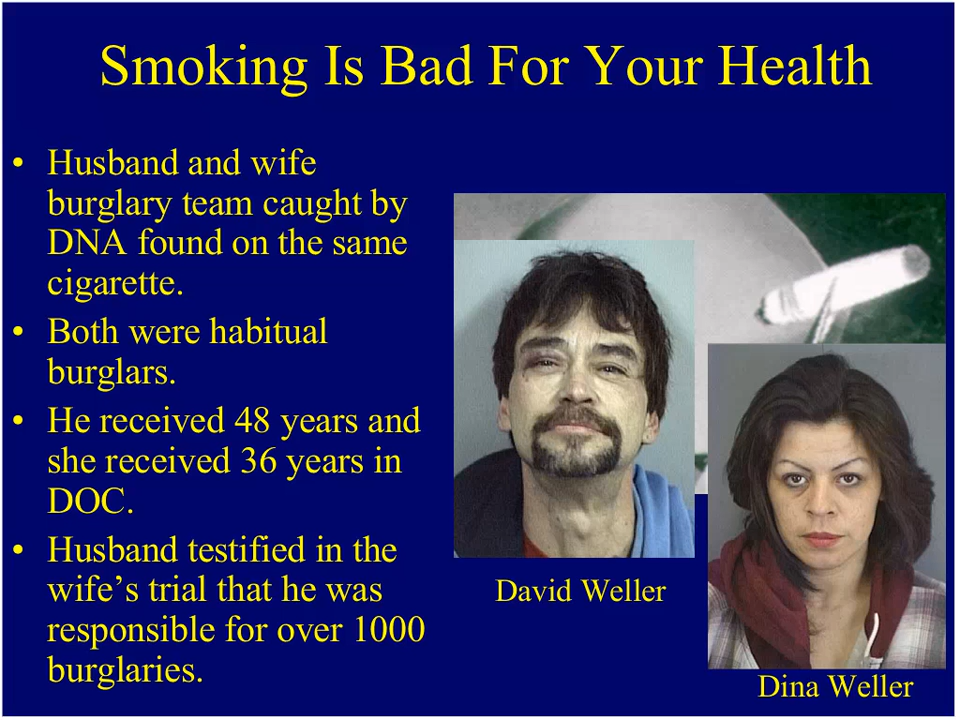 Smoking Is Bad For Your Health
• Husband and wife
burglary team caught by
DNA found on the same
cigarette.
• Both were habitual
burglars.
• He received 48 years and
she received 36 years in
DOC.
• Husband testified in the
wife’s trial that he was
responsible for over 1000
burglaries.
David Weller
Dina Weller